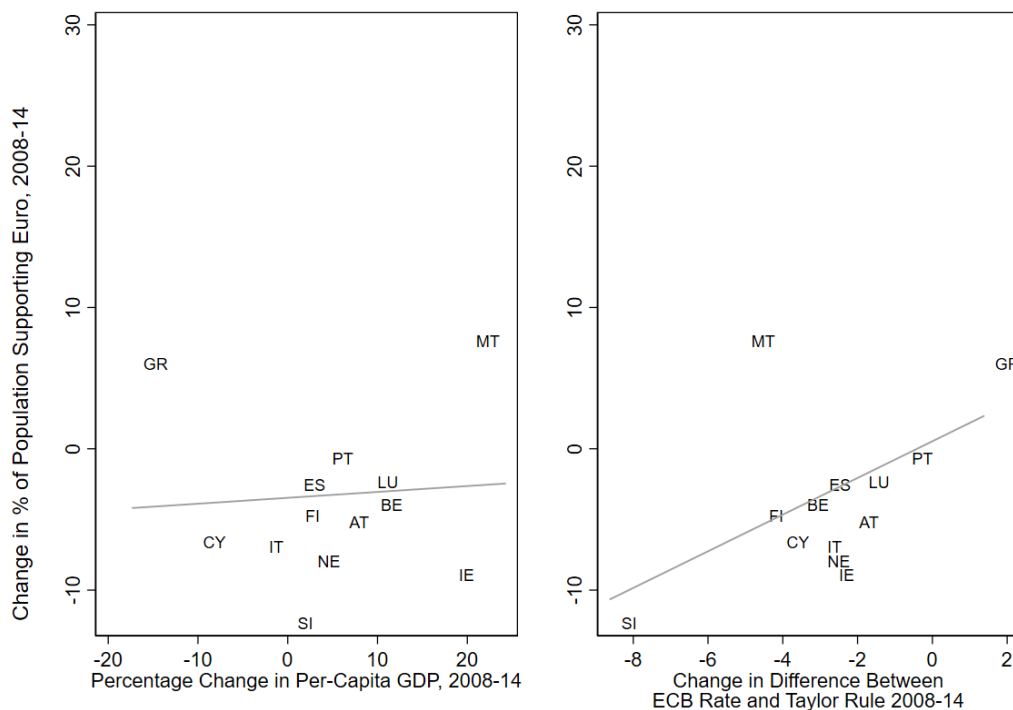 Change in % of Population Supporting Euro, 2008-14
30
20
10
0
-10
GR
MT
PT
ES
LU
BE
FI
AT
CY
IT
NE
IE
SI
-20
-10
0
10
20
Percentage Change in Per-Capita GDP, 2008-14
30
20
10
0
-10
MT
GR
PT
ES
LU
BE
FI
AT
CY
IT
NE
IE
SI
-8
-6
-4
-2
0
2
Change in Difference Between
ECB Rate and Taylor Rule 2008-14